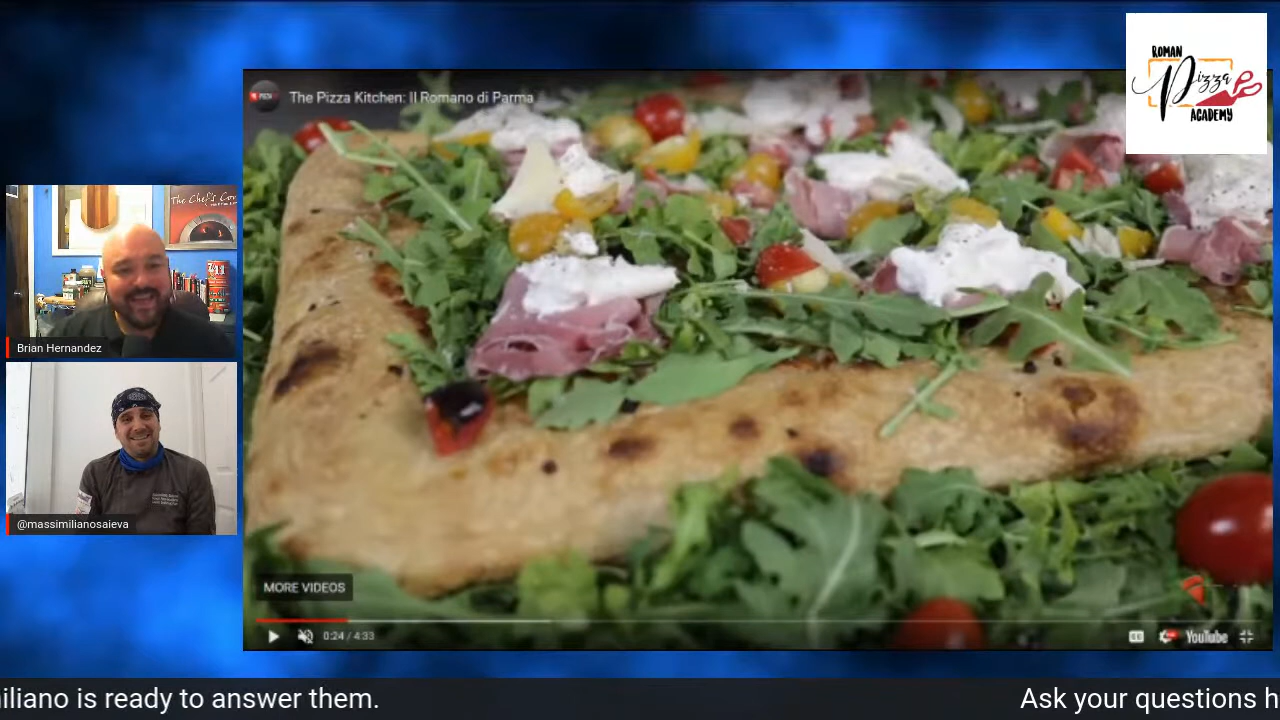 ROMAN
Pizza
ACADEMY
The Pizza Kitchen: Il Romano di Parma
The Chef's Cor
Brian Hernandez
@massimilianosaieva
MORE VIDEOS
0:24 / 4:33
YouTube
iliano is ready to answer them.
Ask your questions h